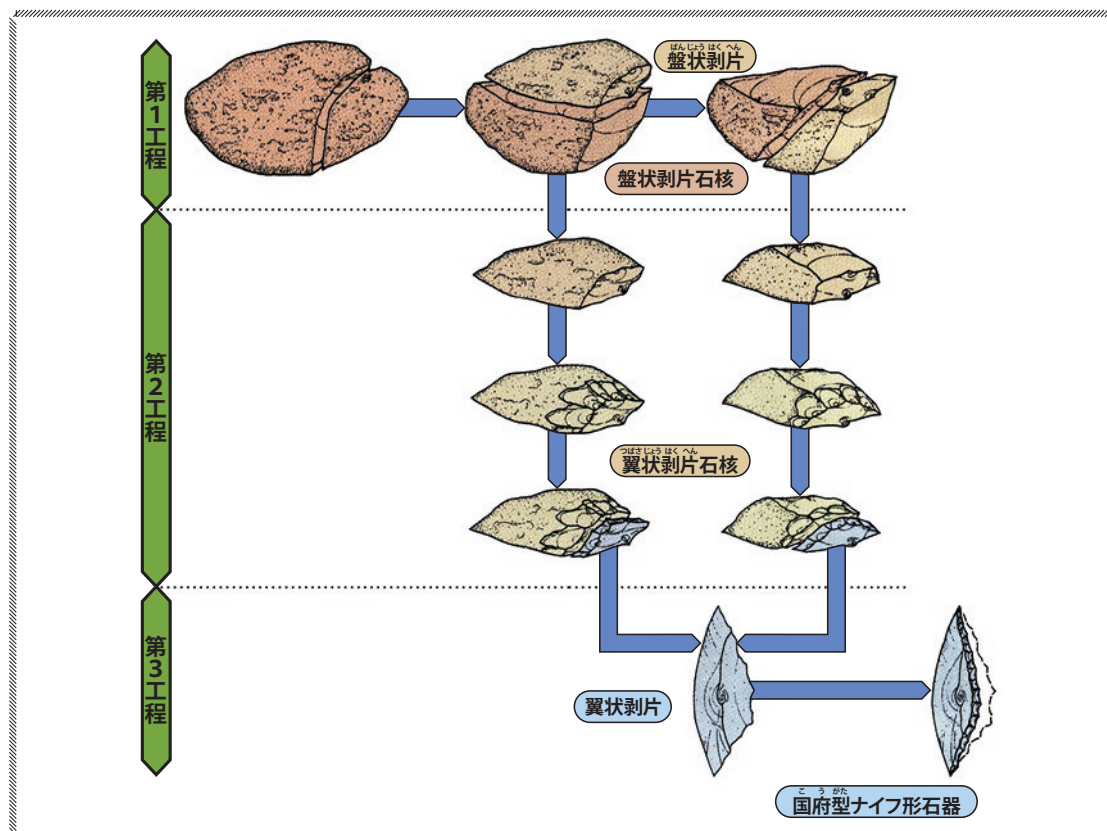 第1工程
ばんじょうはくへん
盤状剥片
盤状剥片石核
第2工程
つばさじょうはくへん
翼状剥片石核
第3工程
翼状剥片
こうがた
国府型ナイフ形石器